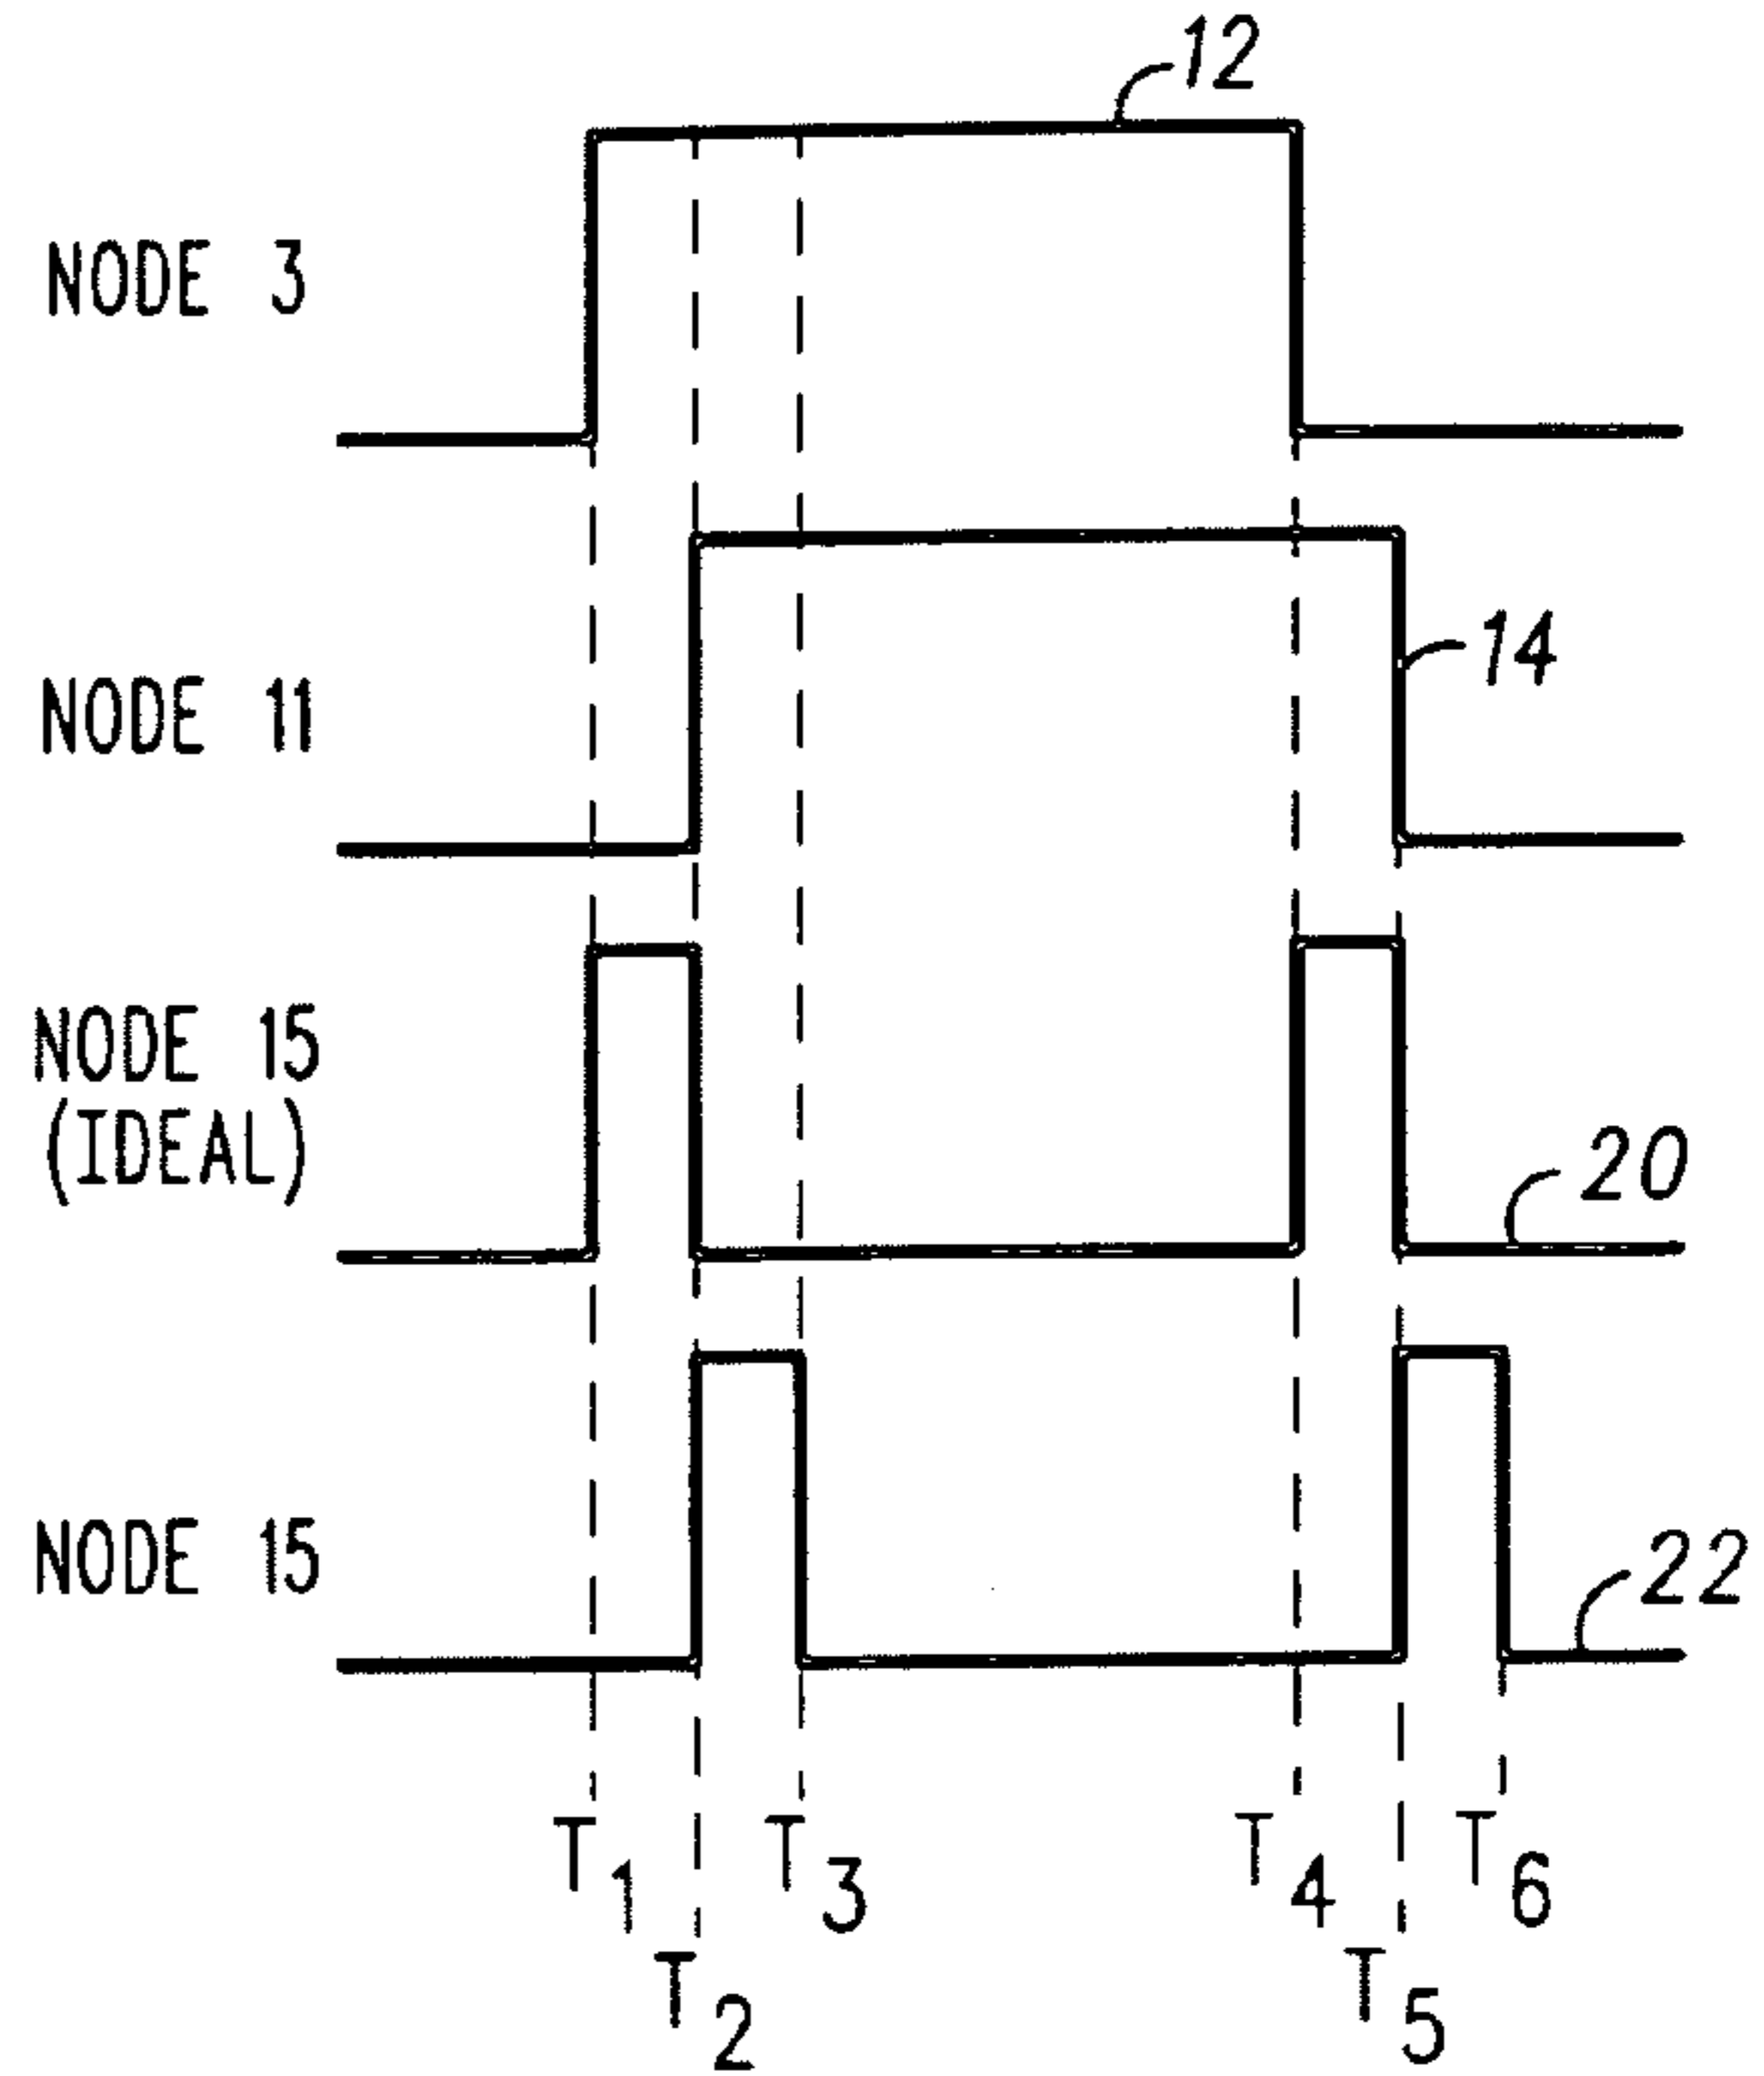 12
NODE 3
14
NODE 11
NODE 15
(IDEAL)
20
NODE 15
22
T1
T2
T3
T4
T5
T6